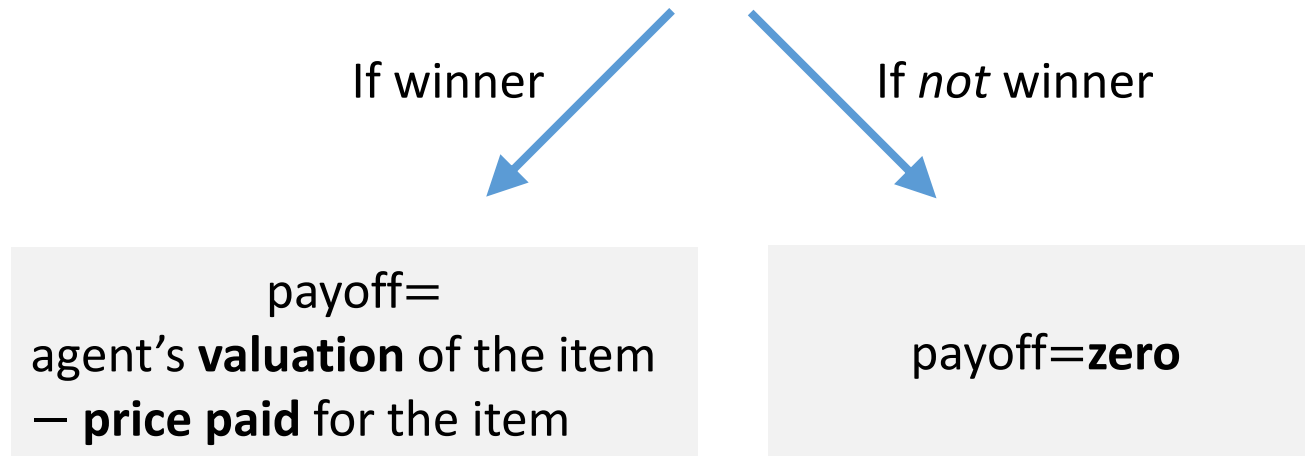 If winner
If not winner
payoff=
agent’s valuation of the item
– price paid for the item
payoff=zero